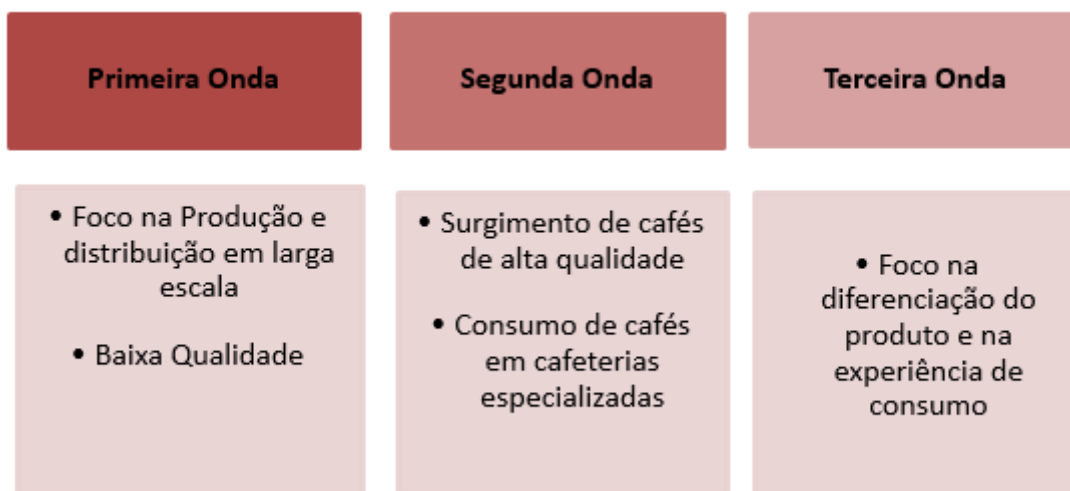 Primeira Onda
Segunda Onda
Terceira Onda
• Foco na Produção e
distribuição em larga
escala
• Baixa Qualidade
• Surgimento de cafés
de alta qualidade
• Consumo de cafés
em cafeterias
especializadas
• Foco na
diferenciação do
produto e na
experiência de
consumo